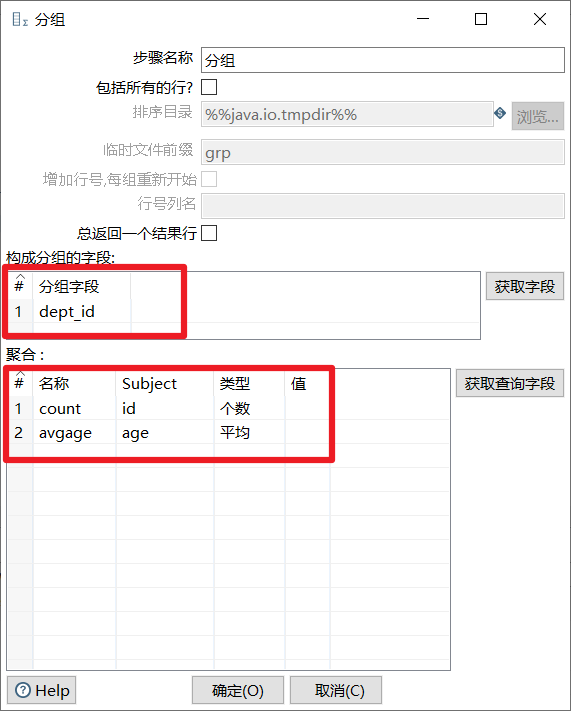 分组
步骤名称 分组
包括所有的行?
排序目录 %%java.io.tmpdir%% 浏览...
临时文件前缀 grp
增加行号,每组重新开始
行号列名
总返回一个结果行
构成分组的字段:
# 分组字段 获取字段
1 dept_id
聚合 :
# 名称 Subject 类型 值 获取查询字段
1 count id 个数
2 avgage age 平均
Help 确定(O) 取消(C)